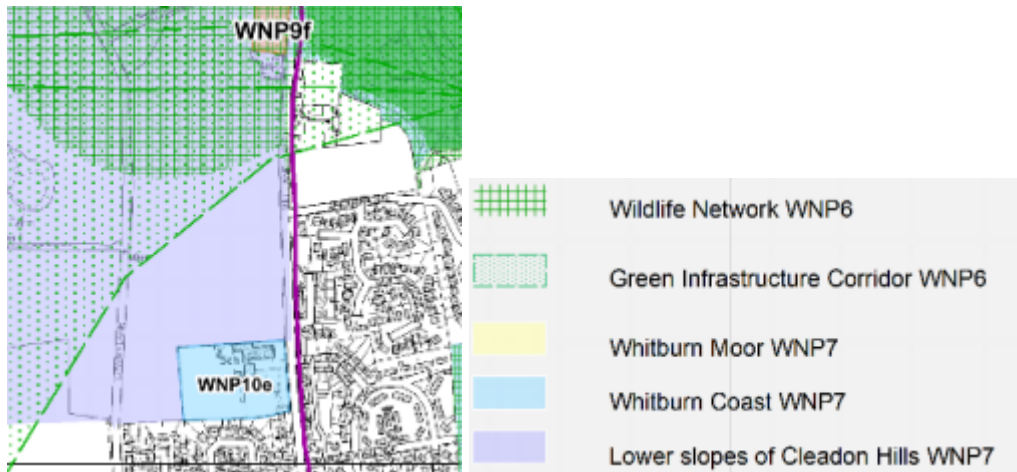 WNP9f
Sch
WNP10e
Wildlife Network WNP6
Green Infrastructure Corridor WNP6
Whitburn Moor WNP7
Whitburn Coast WNP7
Lower slopes of Cleadon Hills WNP7